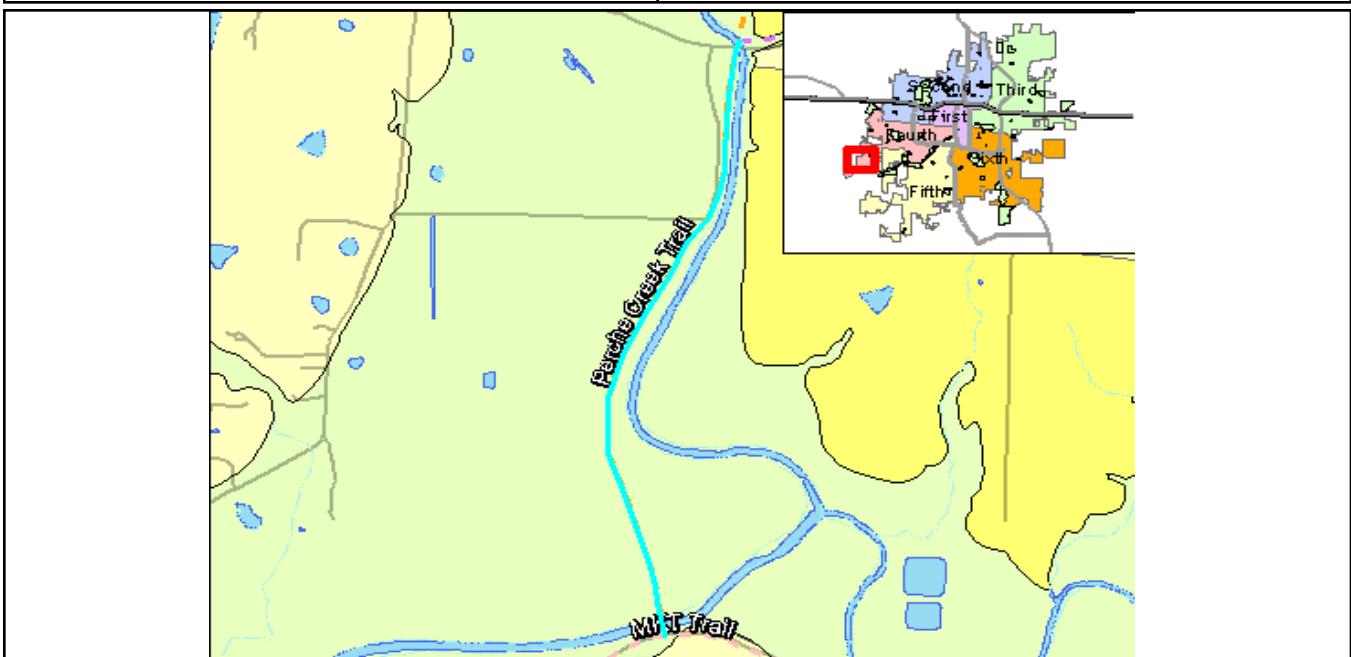 Second
Third
First
Fourth
Sixth
Fifth
Perche Creek Trail
MKT Trail